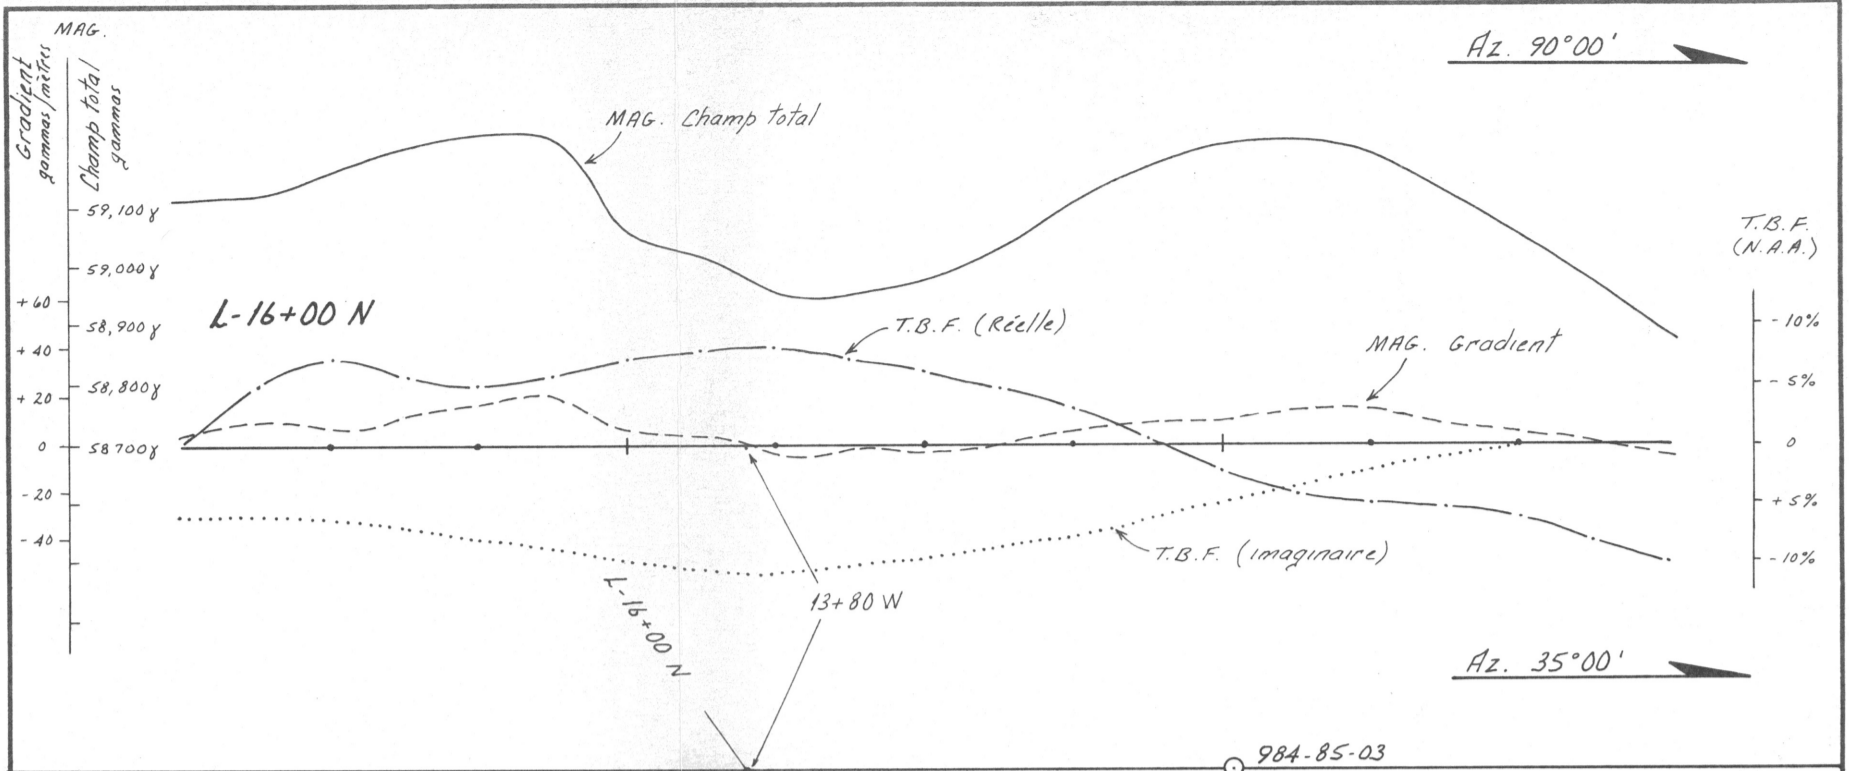 MAG.
Gradient
gammas/mètres
Champ total
gammas
59,100 γ
59,000 γ
58,900 γ
58,800 γ
58 700 γ
+60
+40
+20
0
-20
-40
L-16+00 N
MAG. Champ total
Az. 90°00'
T.B.F. (Réelle)
MAG. Gradient
T.B.F.
(N.A.A.)
-10%
-5%
0
+5%
-10%
T.B.F. (imaginaire)
13+80 W
L-16+00 N
Az. 35°00'
984-85-03